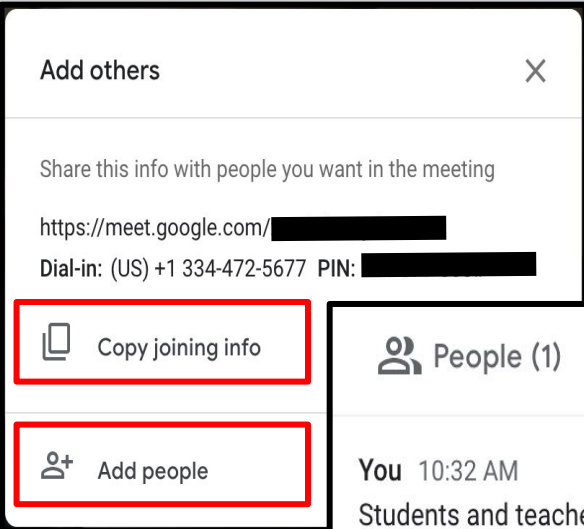 Add others
Share this info with people you want in the meeting
https://meet.google.com/
Dial-in: (US) +1 334-472-5677 PIN:
Copy joining info
Add people
People (1)
You 10:32 AM
Students and teache